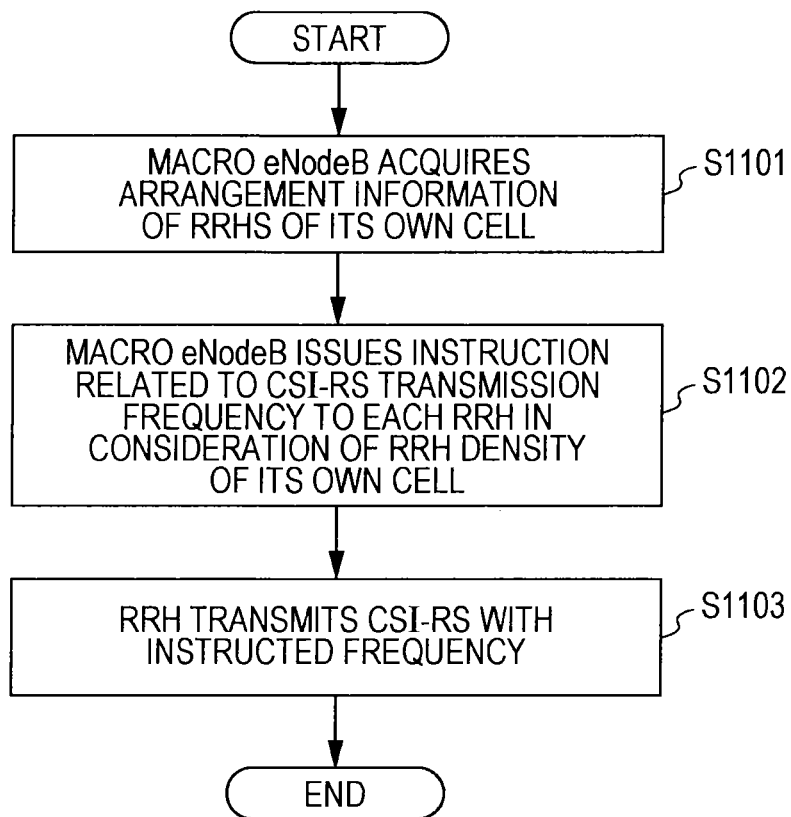 START
MACRO eNodeB ACQUIRES
ARRANGEMENT INFORMATION
OF RRHS OF ITS OWN CELL
S1101
MACRO eNodeB ISSUES INSTRUCTION
RELATED TO CSI-RS TRANSMISSION
FREQUENCY TO EACH RRH IN
CONSIDERATION OF RRH DENSITY
OF ITS OWN CELL
S1102
RRH TRANSMITS CSI-RS WITH
INSTRUCTED FREQUENCY
S1103
END